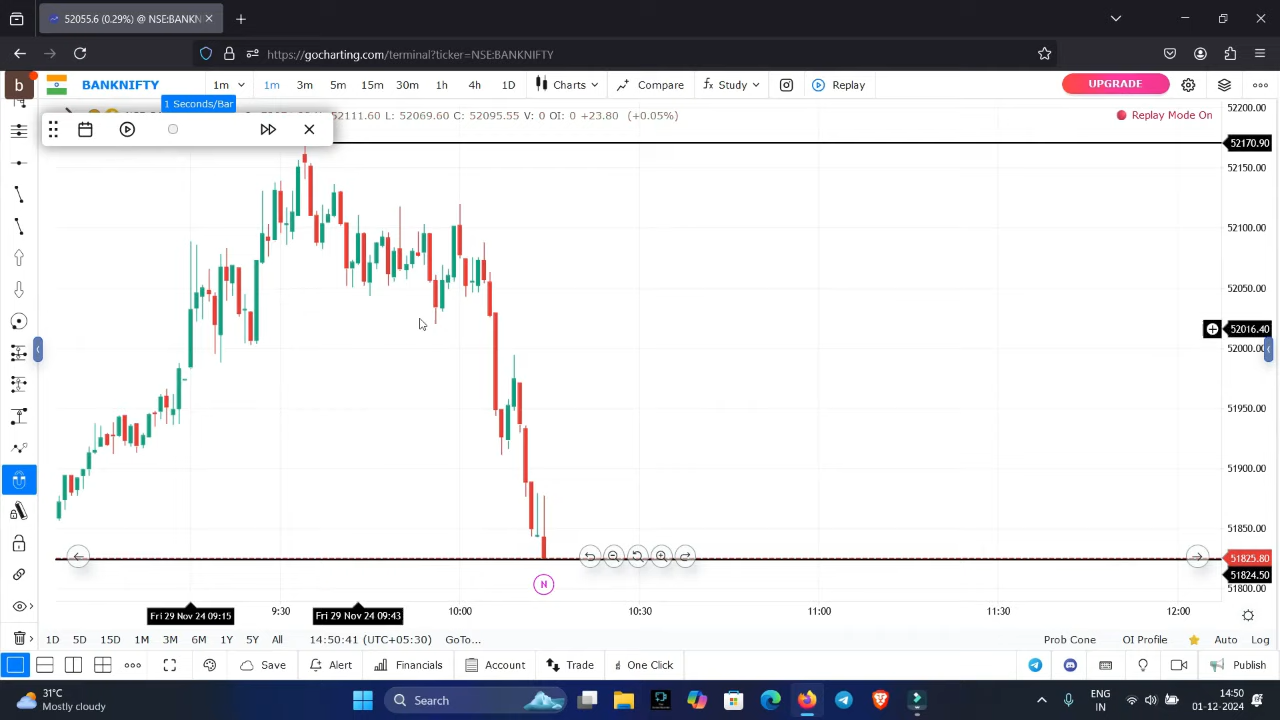 52055.6 (0.29%) @ NSE:BANKN
https://gocharting.com/terminal?ticker=NSE:BANKNIFTY
b
BANKNIFTY 1m 1m 3m 5m 15m 30m 1h 4h 1D Charts Compare fx Study Replay UPGRADE
1 Seconds/Bar
52111.60 L: 52069.60 C: 52095.55 V: 0 OI: 0 +23.80 (+0.05%)
Replay Mode On
52200.00
52170.90
52150.00
52100.00
52050.00
52016.40
52000.00
51950.00
51900.00
51850.00
51825.80
51824.50
51800.00
N
Fri 29 Nov 24 09:15 9:30 Fri 29 Nov 24 09:43 10:00 10:30 11:00 11:30 12:00
1D 5D 15D 1M 3M 6M 1Y 5Y All 14:50:41 (UTC+05:30) GoTo... Prob Cone OI Profile Auto Log
Save Alert Financials Account Trade One Click Publish
31°C
Mostly cloudy
Search
ENG
IN
14:50
01-12-2024